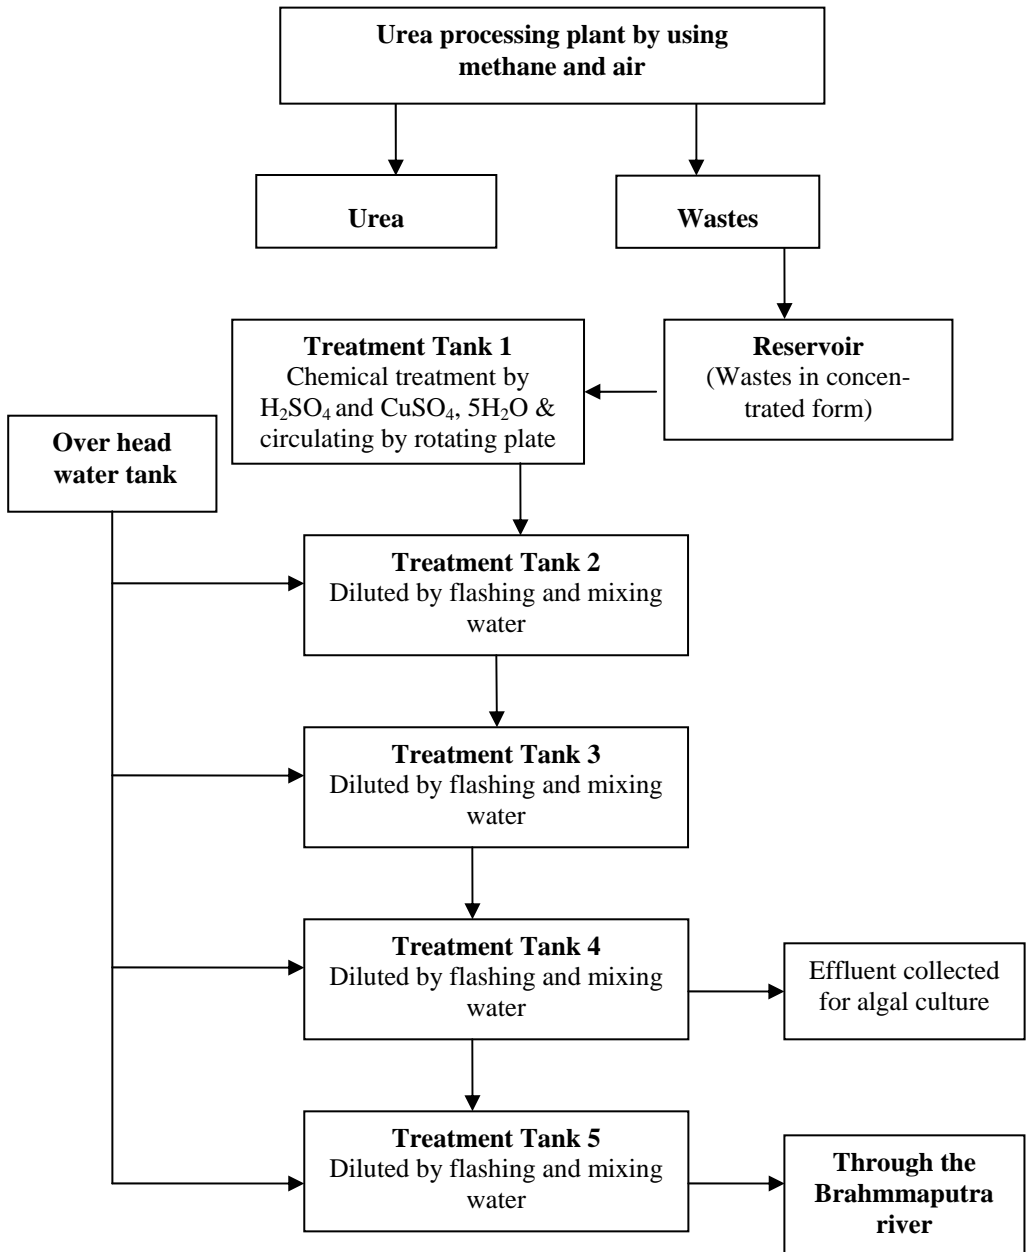 Urea processing plant by using
methane and air
Urea
Wastes
Treatment Tank 1
Chemical treatment by
H₂SO₄ and CuSO₄, 5H₂O &
circulating by rotating plate
Reservoir
(Wastes in concen-
trated form)
Over head
water tank
Treatment Tank 2
Diluted by flashing and mixing
water
Treatment Tank 3
Diluted by flashing and mixing
water
Treatment Tank 4
Diluted by flashing and mixing
water
Effluent collected
for algal culture
Treatment Tank 5
Diluted by flashing and mixing
water
Through the
Brahmmaputra
river